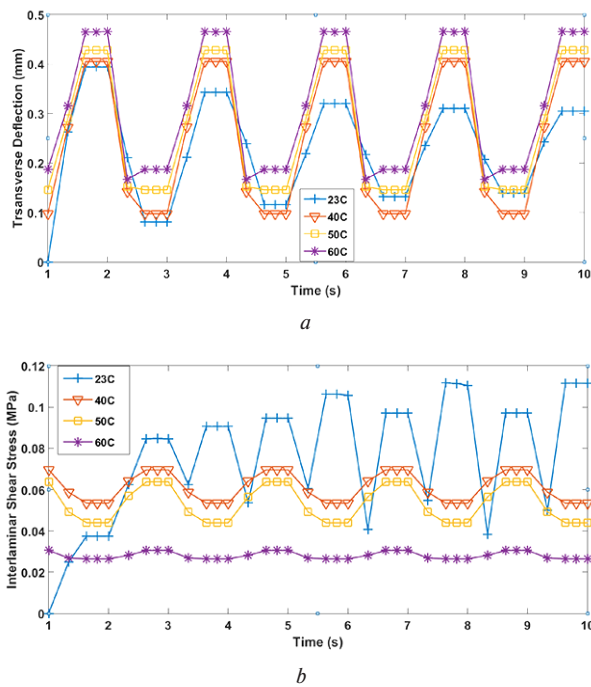 0.5
0.4
0.3
0.2
0.1
0
Trsansverse Deflection (mm)
23C
40C
50C
60C
1 2 3 4 5 6 7 8 9 10
Time (s)
a
0.12
0.1
0.08
0.06
0.04
0.02
0
Interlaminar Shear Stress (MPa)
23C
40C
50C
60C
1 2 3 4 5 6 7 8 9 10
Time (s)
b